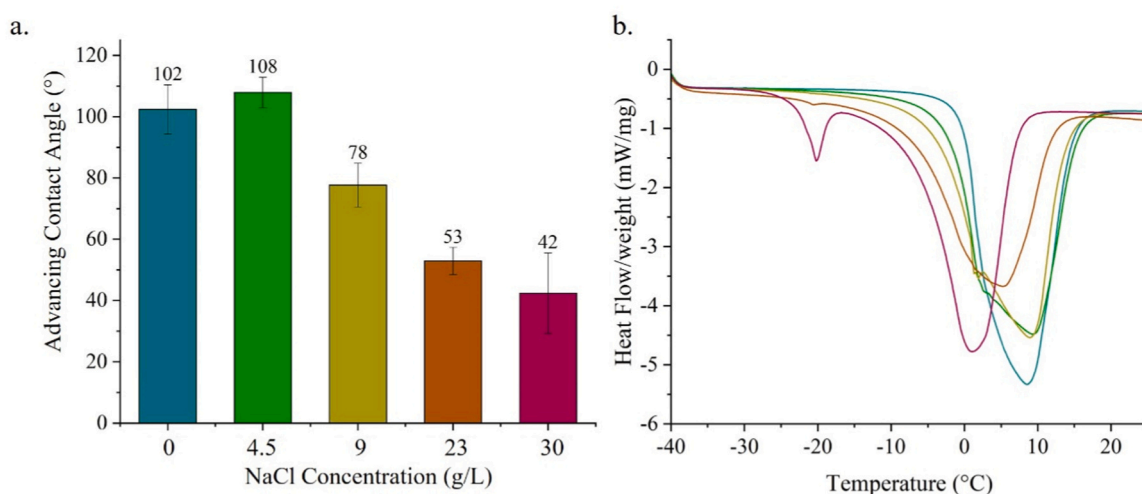 a.
120
100
80
60
40
20
0
Advancing Contact Angle (°)
102
108
78
53
42
0 4.5 9 23 30
NaCl Concentration (g/L)
b.
0
-1
-2
-3
-4
-5
-6
Heat Flow/weight (mW/mg)
-40 -30 -20 -10 0 10 20
Temperature (°C)